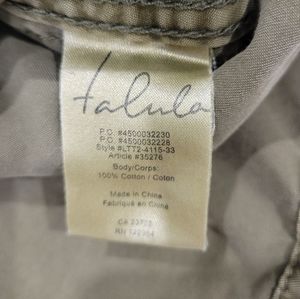 talula
P.O. #4500032230
P.O. #4500032228
Style #LTT2-4115-33
Article #35276
Body/Corps:
100% Cotton / Coton
Made in China
Fabriqué en China